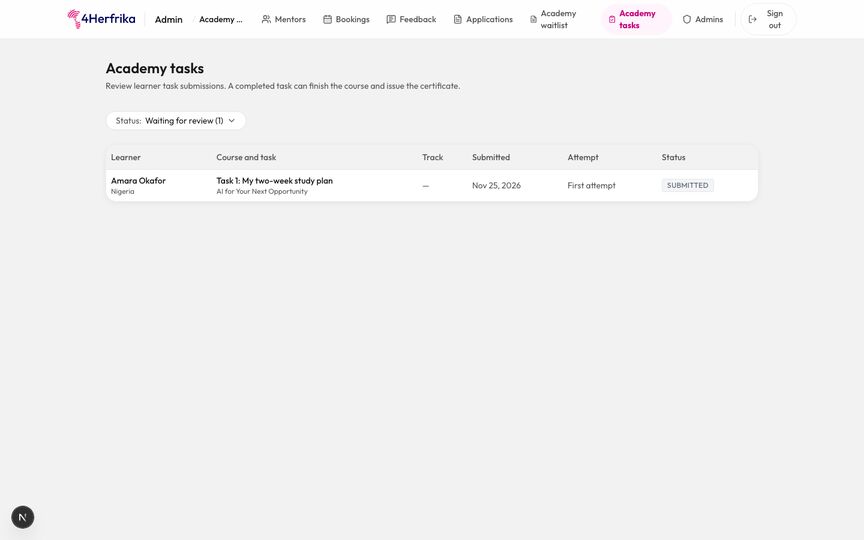 4Herfrika
Admin / Academy ...
Mentors
Bookings
Feedback
Applications
Academy
waitlist
Academy
tasks
Admins
Sign
out
Academy tasks
Review learner task submissions. A completed task can finish the course and issue the certificate.
Status: Waiting for review (1)
Learner Course and task Track Submitted Attempt Status
Amara Okafor Task 1: My two-week study plan — Nov 25, 2026 First attempt SUBMITTED
Nigeria AI for Your Next Opportunity
N